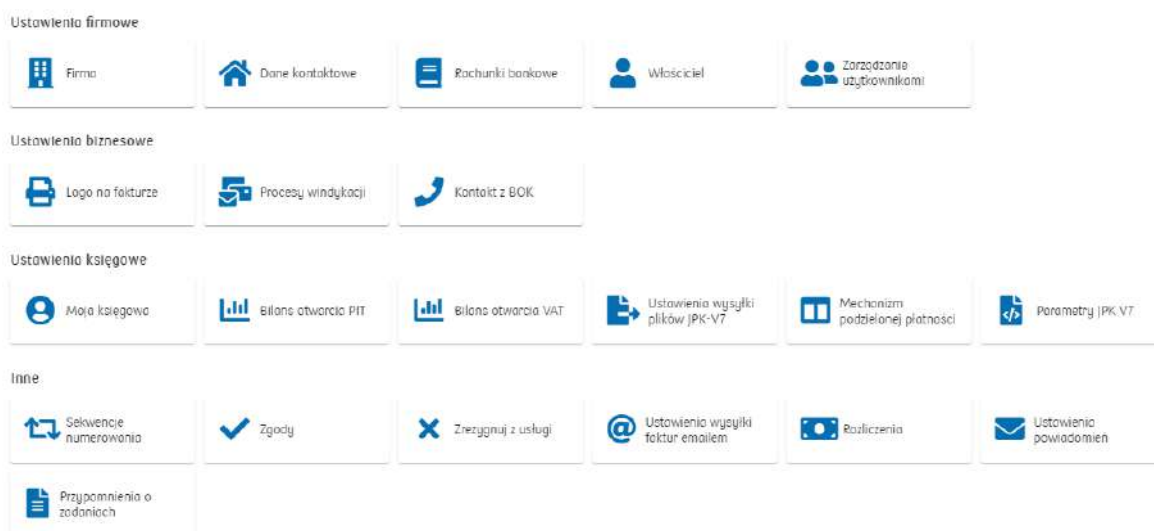 Ustawienia firmowe
Firma
Dane kontaktowe
Rachunki bankowe
Właściciel
Zarządzanie
użytkownikami
Ustawienia biznesowe
Logo na fakturze
Procesy windykacji
Kontakt z BOK
Ustawienia księgowe
Moja księgowa
Bilans otwarcia PIT
Bilans otwarcia VAT
Ustawienia wysyłki
plików JPK-V7
Mechanizm
podzielonej płatności
Parametry JPK V7
Inne
Sekwencje
numerowania
Zgody
Zrezygnuj z usługi
Ustawienia wysyłki
faktur emailem
Rozliczenia
Ustawienia
powiadomień
Przypomnienia o
zadaniach